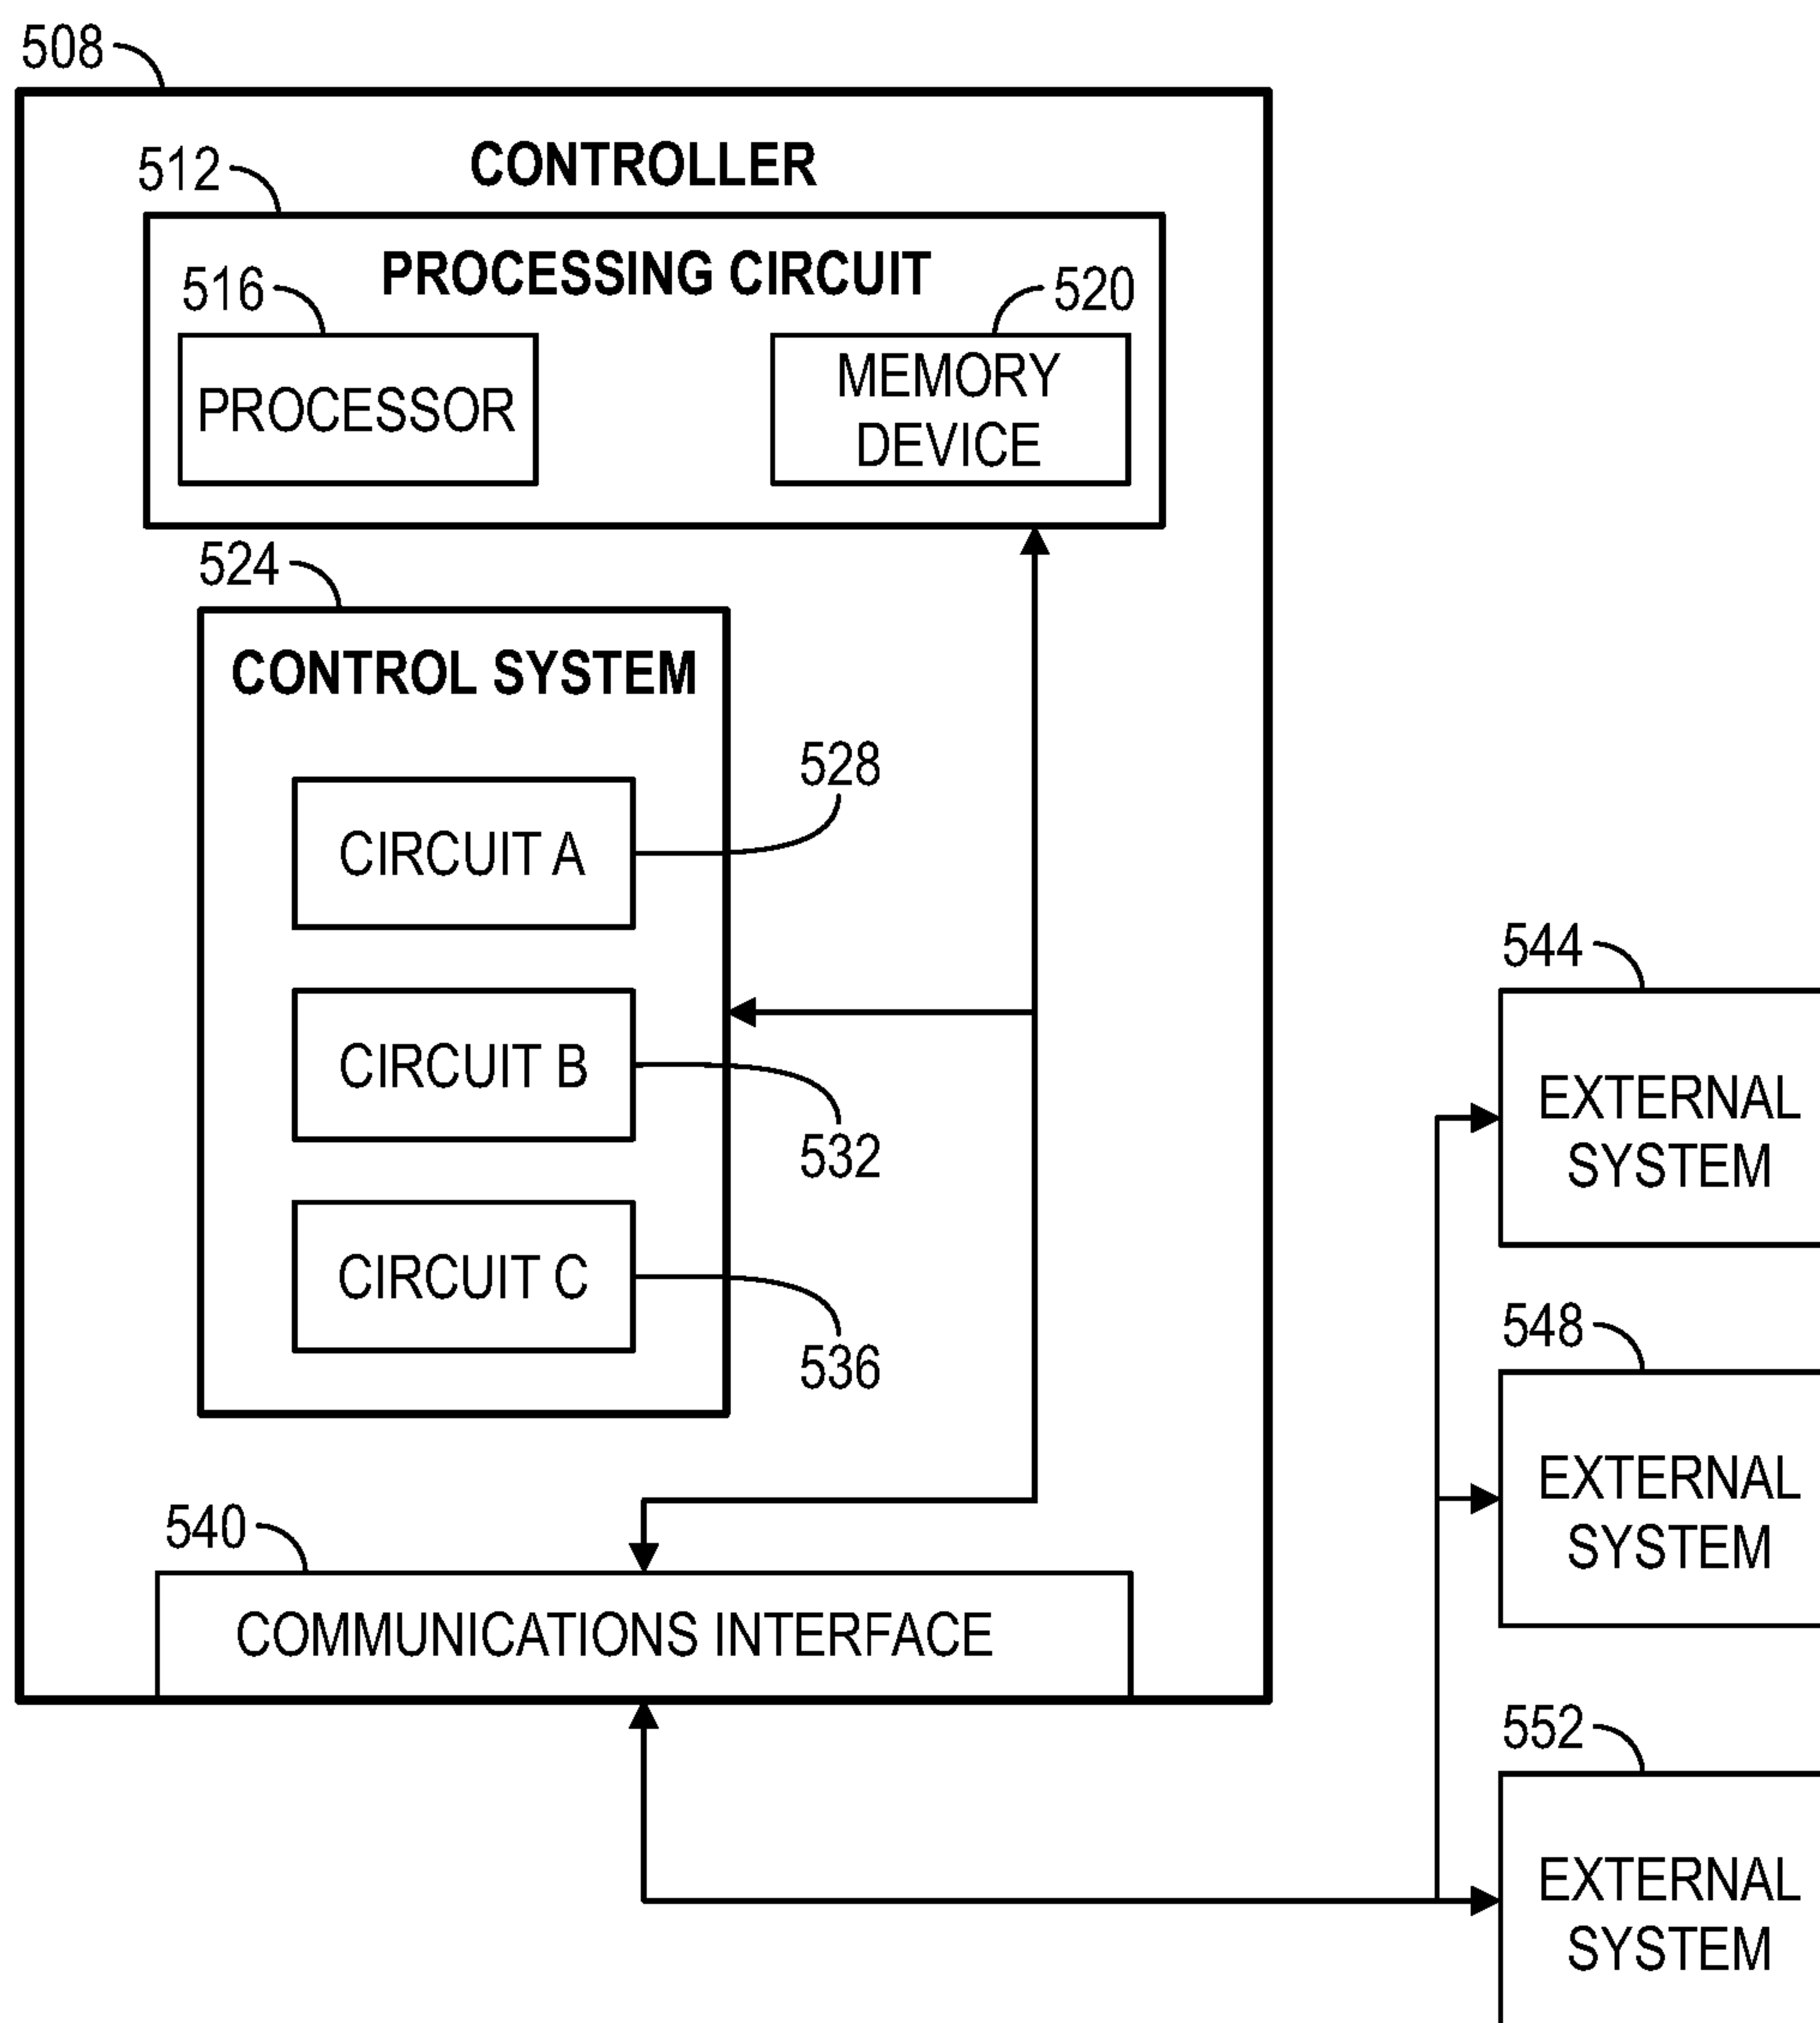 508
CONTROLLER
512
PROCESSING CIRCUIT
516
520
PROCESSOR
MEMORY
DEVICE
524
CONTROL SYSTEM
528
CIRCUIT A
CIRCUIT B
532
CIRCUIT C
536
540
COMMUNICATIONS INTERFACE
544
EXTERNAL
SYSTEM
548
EXTERNAL
SYSTEM
552
EXTERNAL
SYSTEM